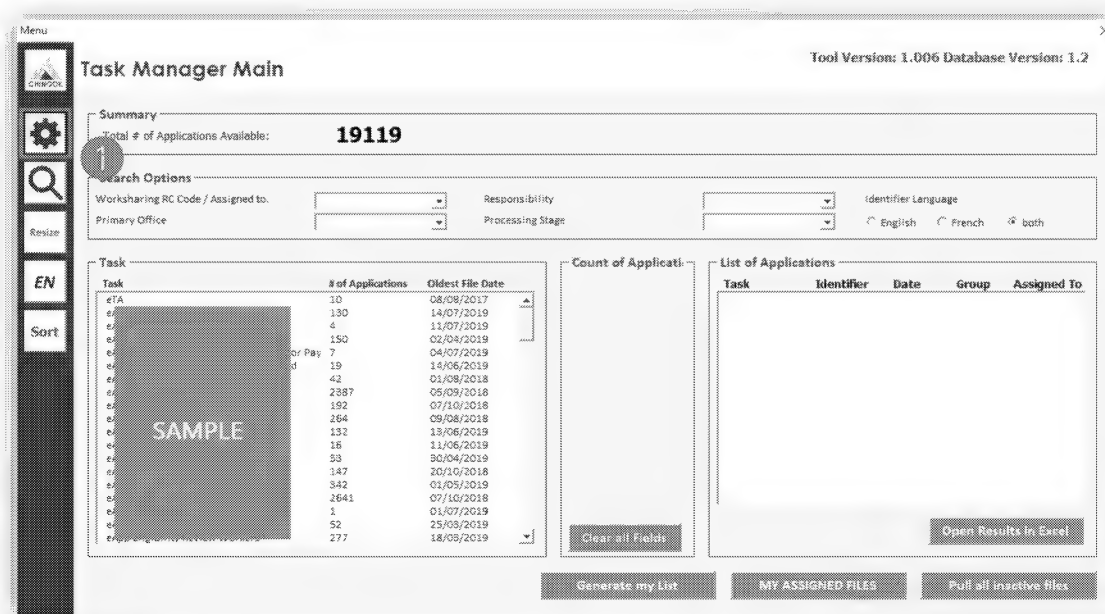 Menu
CHINOOK
Task Manager Main
Tool Version: 1.006 Database Version: 1.2
Summary
Total # of Applications Available: 19119
1
Search Options
Worksharing RC Code / Assigned to. Responsibility Identifier Language
Primary Office Processing Stage English French both
Resize
EN
Sort
Task Count of Applicati List of Applications
Task # of Applications Oldest File Date Task Identifier Date Group Assigned To
eTA 10 08/08/2017
130 14/07/2019
4 11/07/2019
150 02/04/2019
or Pay 7 04/07/2019
d 19 14/06/2019
42 01/08/2018
2387 05/09/2018
192 07/10/2018
264 09/08/2018
SAMPLE
132 13/06/2019
16 11/06/2019
53 30/04/2019
147 20/10/2018
342 01/05/2019
2641 07/10/2018
1 01/07/2019
52 25/03/2019
277 18/03/2019
Clear all Fields Open Results in Excel
Generate my List MY ASSIGNED FILES Pull all inactive files